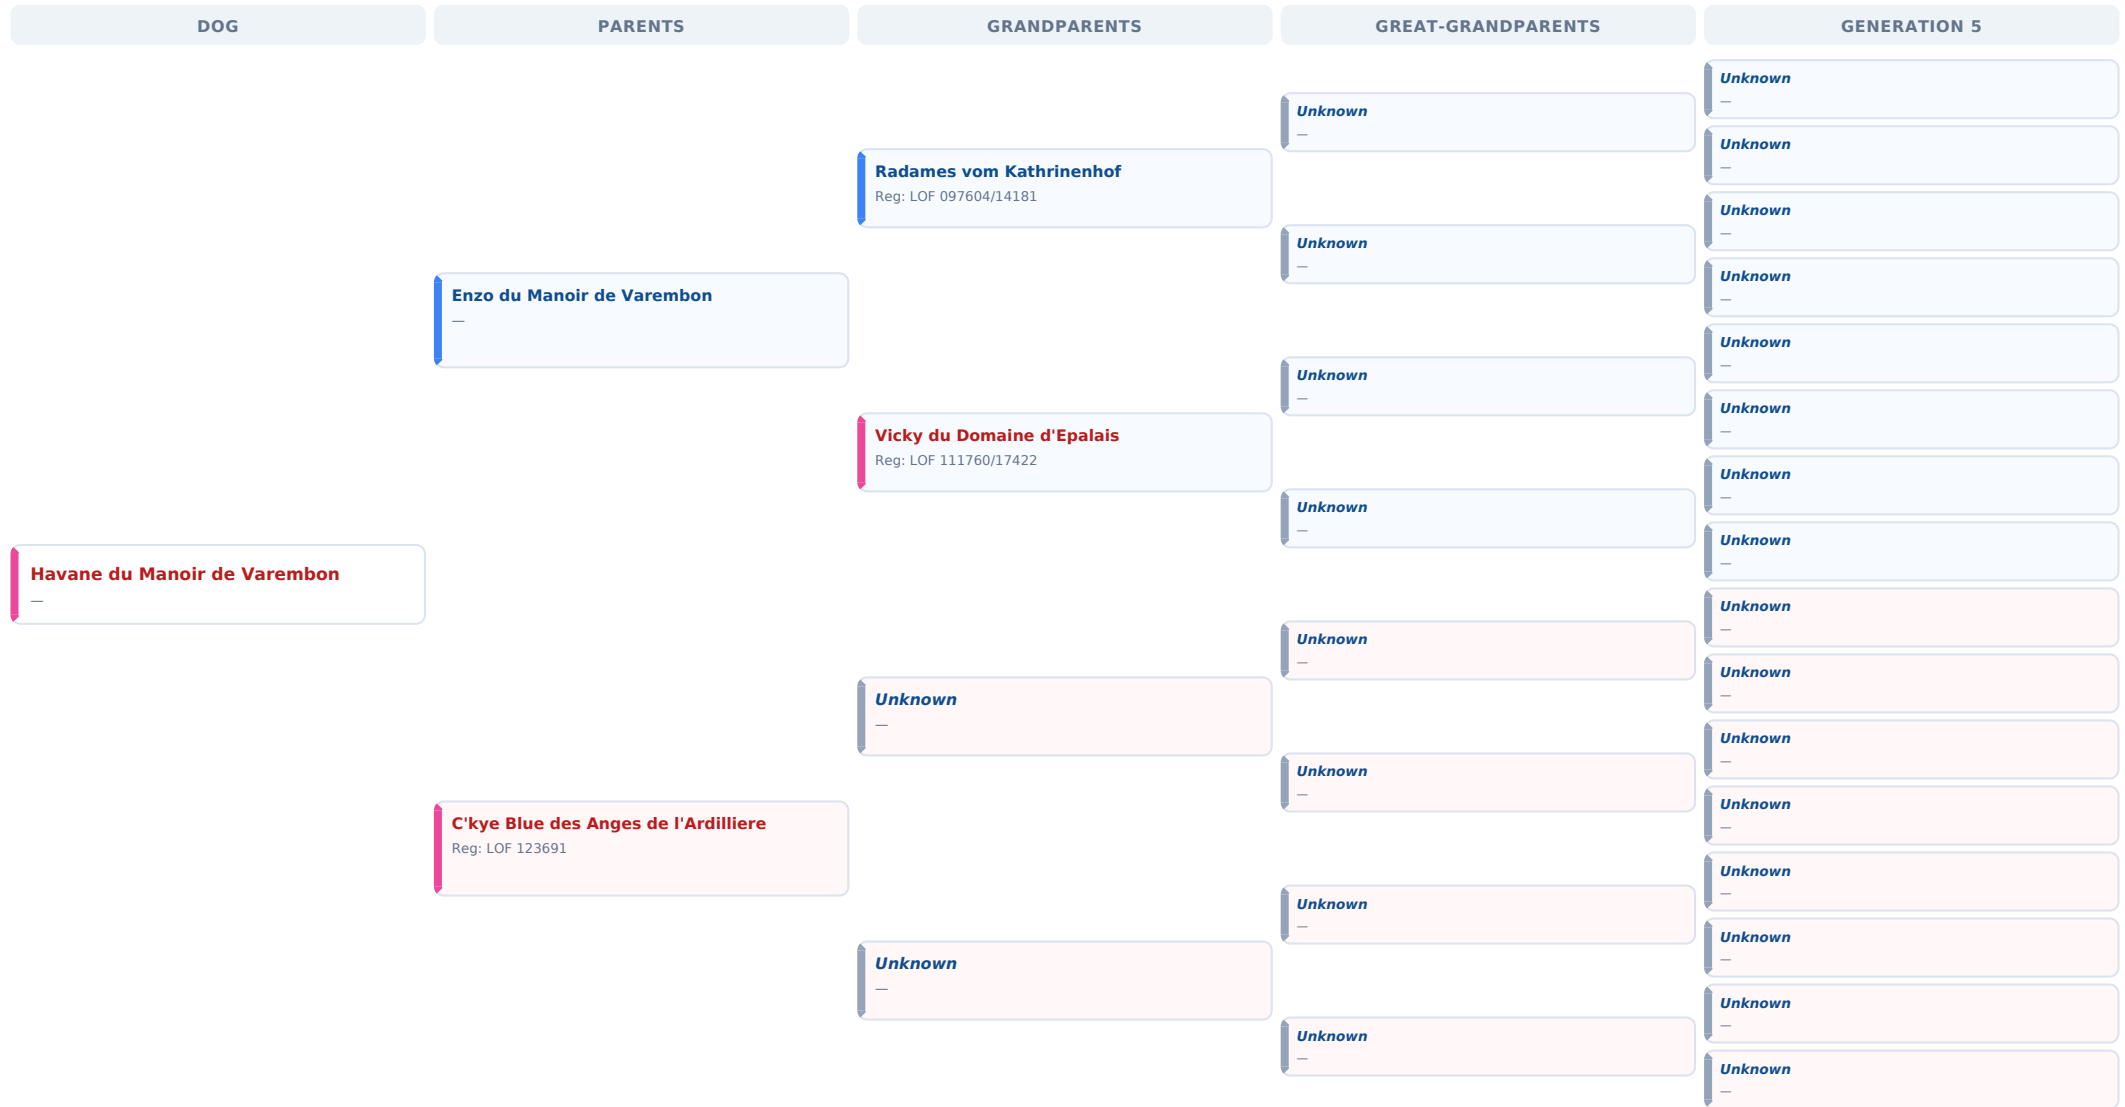 DOG
PARENTS
GRANDPARENTS
GREAT-GRANDPARENTS
GENERATION 5
Havane du Manoir de Varembon
—
Enzo du Manoir de Varembon
—
C'kye Blue des Anges de l'Ardilliere
Reg: LOF 123691
Radames vom Kathrinenhof
Reg: LOF 097604/14181
Vicky du Domaine d'Epalais
Reg: LOF 111760/17422
Unknown
—
Unknown
—
Unknown
—
Unknown
—
Unknown
—
Unknown
—
Unknown
—
Unknown
—
Unknown
—
Unknown
—
Unknown
—
Unknown
—
Unknown
—
Unknown
—
Unknown
—
Unknown
—
Unknown
—
Unknown
—
Unknown
—
Unknown
—
Unknown
—
Unknown
—
Unknown
—
Unknown
—
Unknown
—
Unknown
—